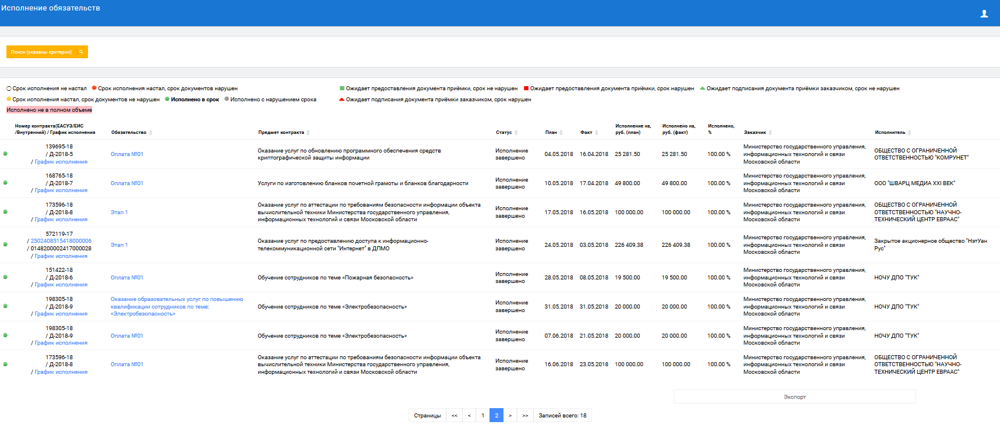 Исполнение обязательств
Поиск (указаны критерии)
Срок исполнения не настал
Срок исполнения настал, срок документов нарушен
Ожидает предоставления документа приёмки, срок не нарушен
Ожидает предоставления документа приёмки, срок нарушен
Ожидает подписания документа приёмки заказчиком, срок не нарушен
Срок исполнения настал, срок документов не нарушен
Исполнено в срок
Исполнено с нарушением срока
Ожидает подписания документа приёмки заказчиком, срок нарушен
Исполнено не в полном объеме
Номер контракта(ЕАСУЗ/ЕИС
/Внутренний) / График исполнения
Обязательство
Предмет контракта
Статус
План
Факт
Исполнение на,
руб. (план)
Исполнено на,
руб. (факт)
Исполнено,
%
Заказчик
Исполнитель
139695-18
/ Д-2018-5
/ График исполнения
Оплата №01
Оказание услуг по обновлению программного обеспечения средств
криптографической защиты информации
Исполнение
завершено
04.05.2018
16.04.2018
25 281.50
25 281.50
100.00 %
Министерство государственного управления,
информационных технологий и связи
Московской области
ОБЩЕСТВО С ОГРАНИЧЕННОЙ
ОТВЕТСТВЕННОСТЬЮ "КОМРУНЕТ"
168765-18
/ Д-2018-7
/ График исполнения
Оплата №01
Услуги по изготовлению бланков почетной грамоты и бланков благодарности
Исполнение
завершено
10.05.2018
17.04.2018
49 800.00
49 800.00
100.00 %
Министерство государственного управления,
информационных технологий и связи
Московской области
ООО "ШВАРЦ МЕДИА XXI ВЕК"
173596-18
/ Д-2018-8
/ График исполнения
Этап 1
Оказание услуг по аттестации по требованиям безопасности информации объекта
вычислительной техники Министерства государственного управления,
информационных технологий и связи Московской области
Исполнение
завершено
17.05.2018
16.05.2018
100 000.00
100 000.00
100.00 %
Министерство государственного управления,
информационных технологий и связи
Московской области
ОБЩЕСТВО С ОГРАНИЧЕННОЙ
ОТВЕТСТВЕННОСТЬЮ "НАУЧНО-
ТЕХНИЧЕСКИЙ ЦЕНТР ЕВРААС"
572119-17
/ 2502408515418000006
/ 0148200002417000028
/ График исполнения
Этап 1
Оказание услуг по предоставлению доступа к информационно-
телекоммуникационной сети "Интернет" в ДПМО
Исполнение
завершено
24.05.2018
03.05.2018
226 409.38
226 409.38
100.00 %
Министерство государственного управления,
информационных технологий и связи
Московской области
Закрытое акционерное общество "НэтУан
Рус"
151422-18
/ Д-2018-6
/ График исполнения
Оплата №01
Обучение сотрудников по теме «Пожарная безопасность»
Исполнение
завершено
28.05.2018
08.05.2018
19 500.00
19 500.00
100.00 %
Министерство государственного управления,
информационных технологий и связи
Московской области
НОЧУ ДПО "ТУК"
198305-18
/ Д-2018-9
/ График исполнения
Оказание образовательных услуг по повышению
квалификации сотрудников по теме:
«Электробезопасность»
Обучение сотрудников по теме «Электробезопасность»
Исполнение
завершено
31.05.2018
31.05.2018
20 000.00
20 000.00
100.00 %
Министерство государственного управления,
информационных технологий и связи
Московской области
НОЧУ ДПО "ТУК"
198305-18
/ Д-2018-9
/ График исполнения
Оплата №01
Обучение сотрудников по теме «Электробезопасность»
Исполнение
завершено
07.06.2018
21.05.2018
20 000.00
20 000.00
100.00 %
Министерство государственного управления,
информационных технологий и связи
Московской области
НОЧУ ДПО "ТУК"
173596-18
/ Д-2018-8
/ График исполнения
Оплата №01
Оказание услуг по аттестации по требованиям безопасности информации объекта
вычислительной техники Министерства государственного управления,
информационных технологий и связи Московской области
Исполнение
завершено
16.06.2018
23.05.2018
100 000.00
100 000.00
100.00 %
Министерство государственного управления,
информационных технологий и связи
Московской области
ОБЩЕСТВО С ОГРАНИЧЕННОЙ
ОТВЕТСТВЕННОСТЬЮ "НАУЧНО-
ТЕХНИЧЕСКИЙ ЦЕНТР ЕВРААС"
Экспорт
Страницы << < 1 2 > >> Записей всего: 18